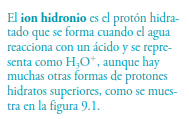 El ion hidronio es el protón hidra-
tado que se forma cuando el agua
reacciona con un ácido y se repre-
senta como H₃O⁺, aunque hay
muchas otras formas de protones
hidratos superiores, como se mues-
tra en la figura 9.1.